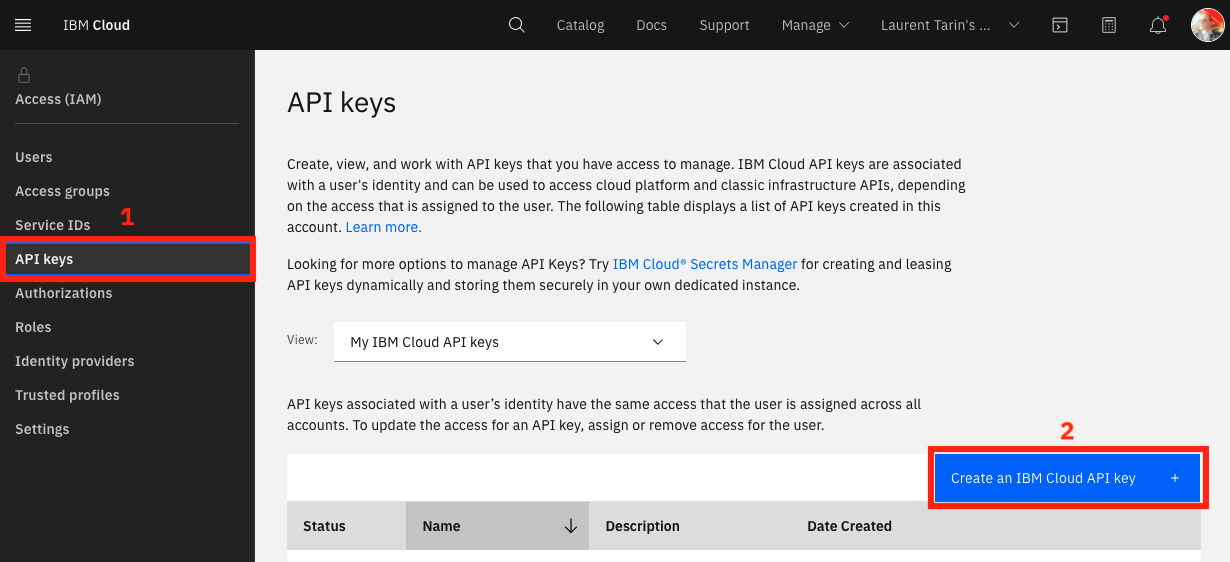 IBM Cloud
Catalog
Docs
Support
Manage
Laurent Tarin's ...
Access (IAM)
Users
Access groups
Service IDs
1
API keys
Authorizations
Roles
Identity providers
Trusted profiles
Settings
API keys
Create, view, and work with API keys that you have access to manage. IBM Cloud API keys are associated
with a user's identity and can be used to access cloud platform and classic infrastructure APIs, depending
on the access that is assigned to the user. The following table displays a list of API keys created in this
account. Learn more.
Looking for more options to manage API Keys? Try IBM Cloud® Secrets Manager for creating and leasing
API keys dynamically and storing them securely in your own dedicated instance.
View:
My IBM Cloud API keys
API keys associated with a user’s identity have the same access that the user is assigned across all
accounts. To update the access for an API key, assign or remove access for the user.
2
Create an IBM Cloud API key +
Status
Name
Description
Date Created